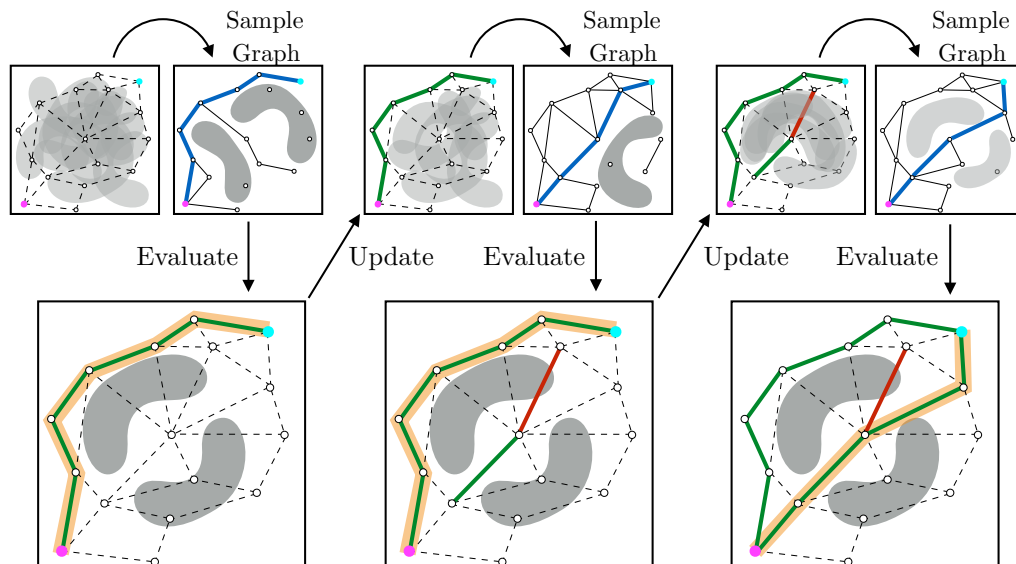 Sample
Graph
Sample
Graph
Sample
Graph
Evaluate
Update
Evaluate
Update
Evaluate